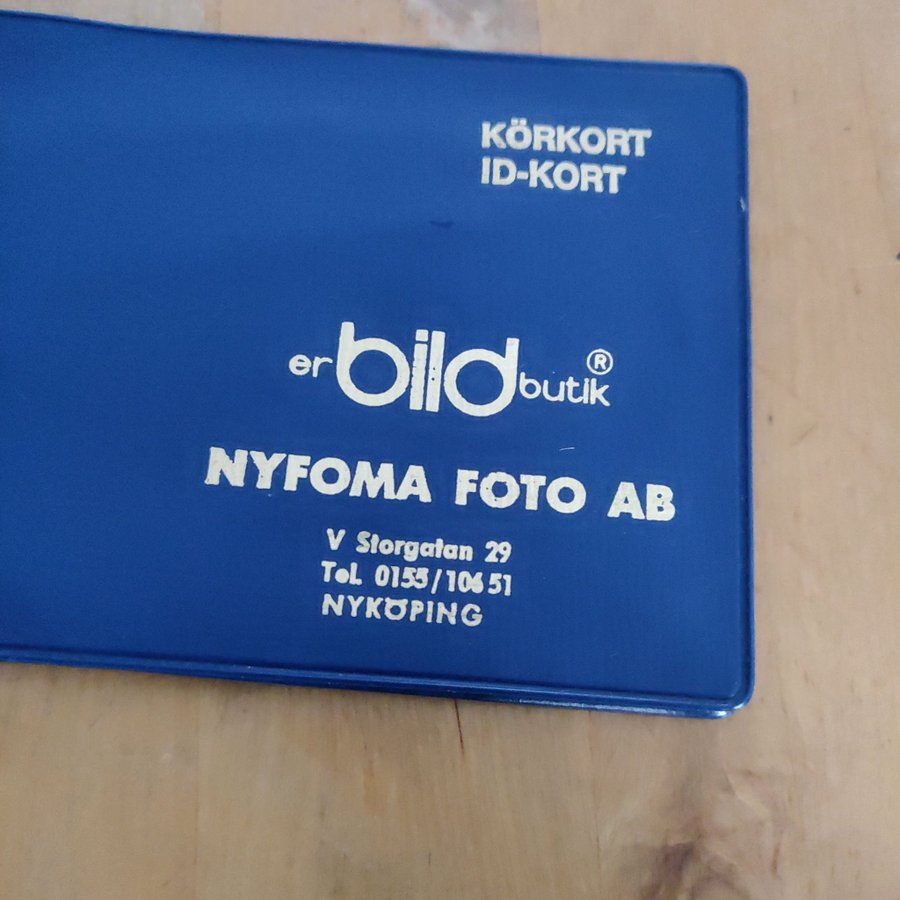 KÖRKORT
ID-KORT
er bild butik ®
NYFOMA FOTO AB
V Storgatan 29
Tel. 0155/106 51
NYKÖPING